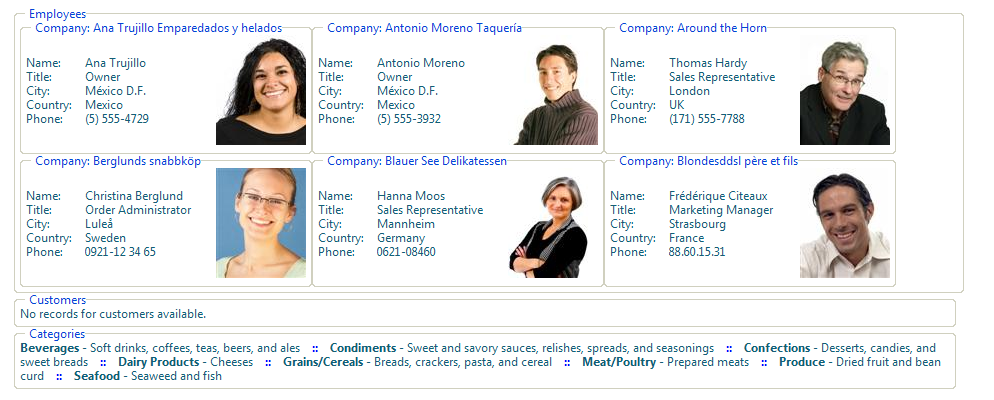 Employees
Company: Ana Trujillo Emparedados y helados
Name: Ana Trujillo
Title: Owner
City: México D.F.
Country: Mexico
Phone: (5) 555-4729
Company: Antonio Moreno Taquería
Name: Antonio Moreno
Title: Owner
City: México D.F.
Country: Mexico
Phone: (5) 555-3932
Company: Around the Horn
Name: Thomas Hardy
Title: Sales Representative
City: London
Country: UK
Phone: (171) 555-7788
Company: Berglunds snabbköp
Name: Christina Berglund
Title: Order Administrator
City: Luleå
Country: Sweden
Phone: 0921-12 34 65
Company: Blauer See Delikatessen
Name: Hanna Moos
Title: Sales Representative
City: Mannheim
Country: Germany
Phone: 0621-08460
Company: Blondesddsl père et fils
Name: Frédérique Citeaux
Title: Marketing Manager
City: Strasbourg
Country: France
Phone: 88.60.15.31
Customers
No records for customers available.
Categories
Beverages - Soft drinks, coffees, teas, beers, and ales :: Condiments - Sweet and savory sauces, relishes, spreads, and seasonings :: Confections - Desserts, candies, and
sweet breads :: Dairy Products - Cheeses :: Grains/Cereals - Breads, crackers, pasta, and cereal :: Meat/Poultry - Prepared meats :: Produce - Dried fruit and bean
curd :: Seafood - Seaweed and fish